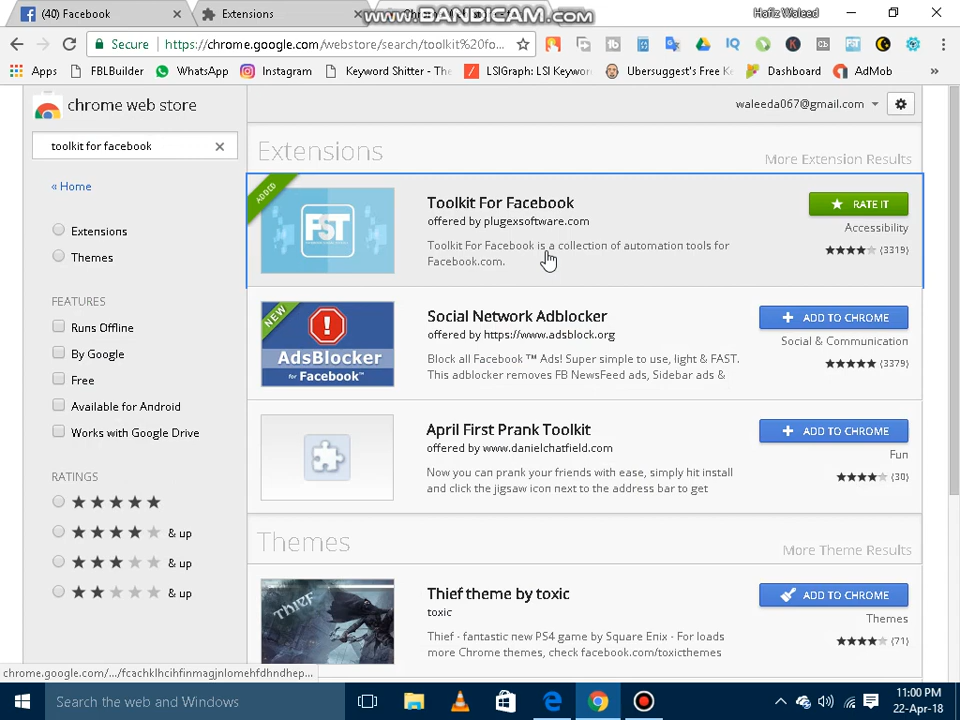 (40) Facebook
Extensions
WWW.BANDICAM.COM
Hafiz Waleed
Secure
https://chrome.google.com/webstore/search/toolkit%20fo...
Apps
FBLBuilder
WhatsApp
Instagram
Keyword Shitter - The
LSIGraph: LSI Keywor
Ubersuggest's Free K
Dashboard
AdMob
»
chrome web store
waleeda067@gmail.com
toolkit for facebook
« Home
Extensions
Themes
FEATURES
Runs Offline
By Google
Free
Available for Android
Works with Google Drive
RATINGS
& up
& up
& up
Extensions
More Extension Results
ADDED
FST
Toolkit For Facebook
offered by plugexsoftware.com
Toolkit For Facebook is a collection of automation tools for
Facebook.com.
RATE IT
Accessibility
(3319)
NEW
AdsBlocker
for Facebook™
Social Network Adblocker
offered by https://www.adsblock.org
Block all Facebook ™ Ads! Super simple to use, light & FAST.
This adblocker removes FB NewsFeed ads, Sidebar ads &
ADD TO CHROME
Social & Communication
(3379)
April First Prank Toolkit
offered by www.danielchatfield.com
Now you can prank your friends with ease, simply hit install
and click the jigsaw icon next to the address bar to get
ADD TO CHROME
Fun
(30)
Themes
More Theme Results
THIEF
Thief theme by toxic
toxic
Thief - fantastic new PS4 game by Square Enix - For loads
more Chrome themes, check facebook.com/toxicthemes
ADD TO CHROME
Themes
(71)
chrome.google.com/.../fcachklhcihfinmagjnlomehfdhndhep...
Search the web and Windows
11:00 PM
22-Apr-18